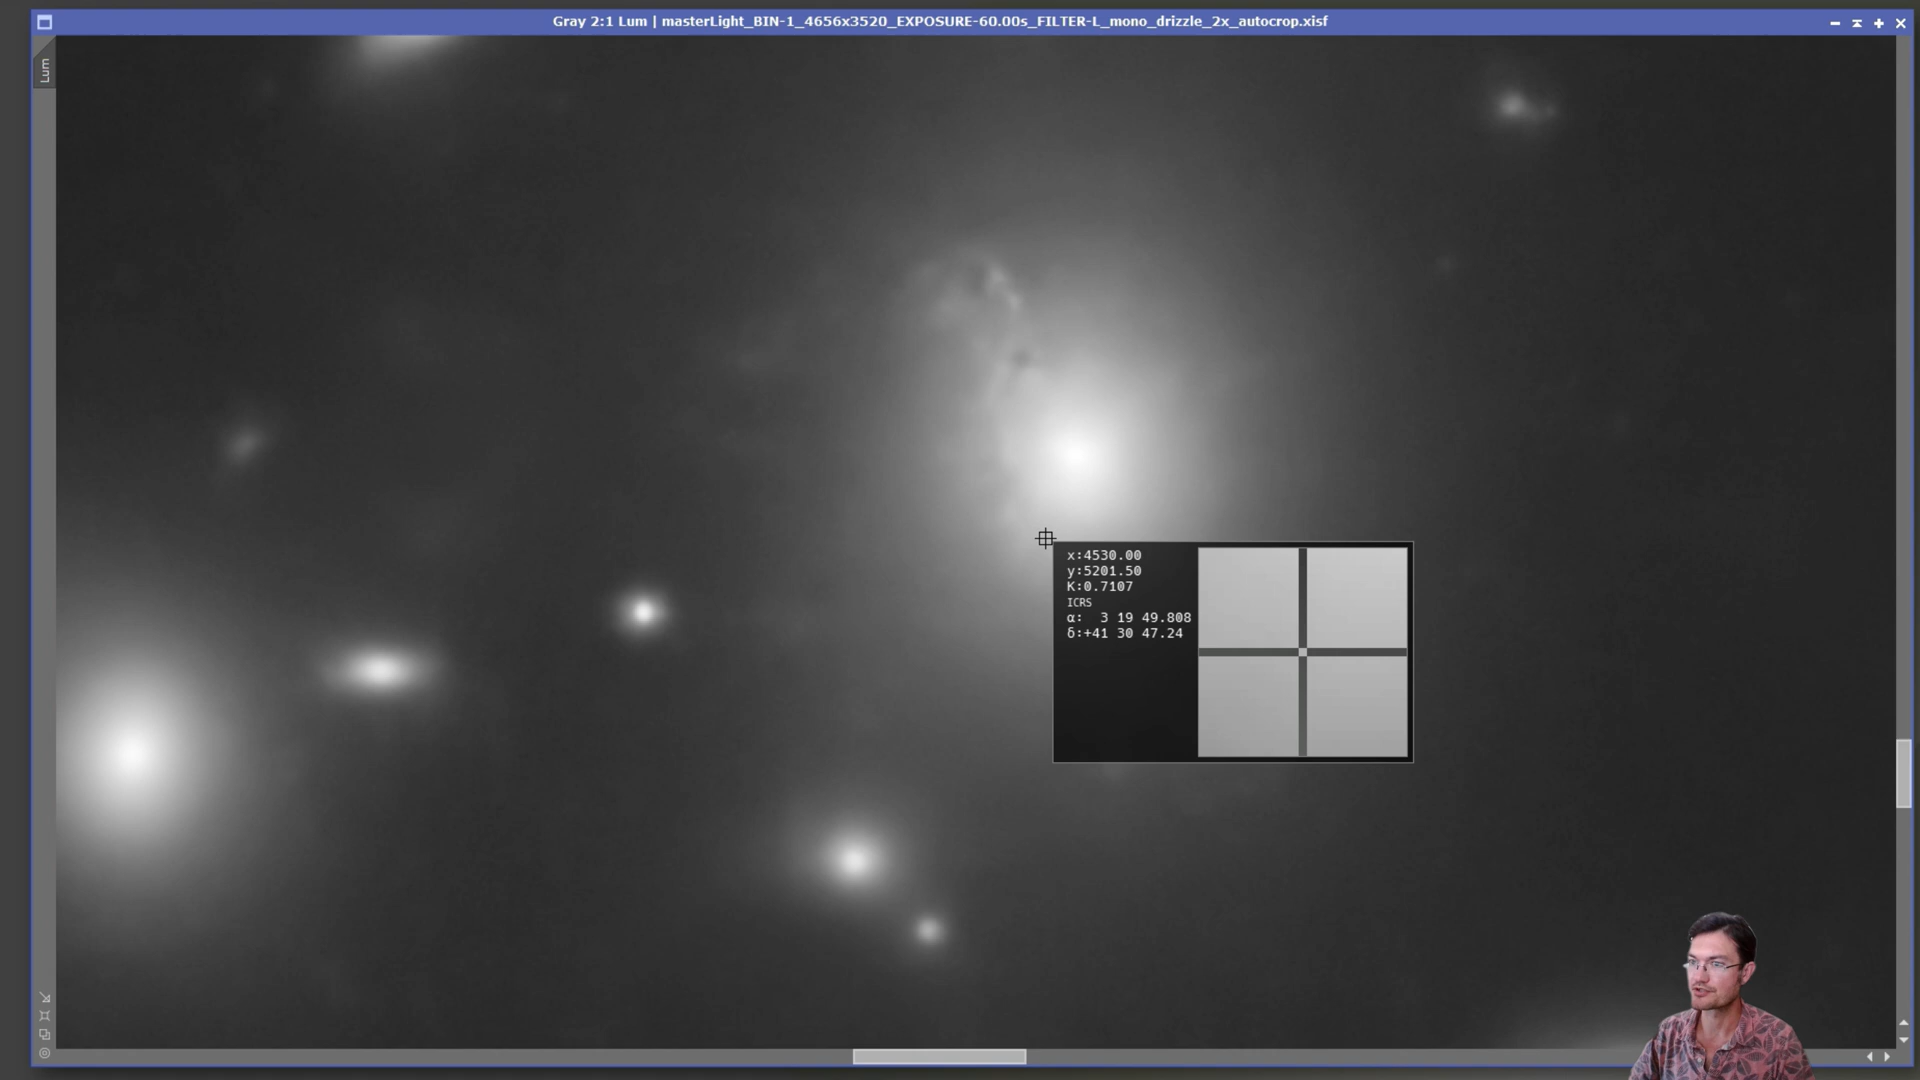 Gray 2:1 Lum | masterLight_BIN-1_4656x3520_EXPOSURE-60.00s_FILTER-L_mono_drizzle_2x_autocrop.xisf
Lum
x:4530.00
y:5201.50
K:0.7107
ICRS
α: 3 19 49.808
δ:+41 30 47.24